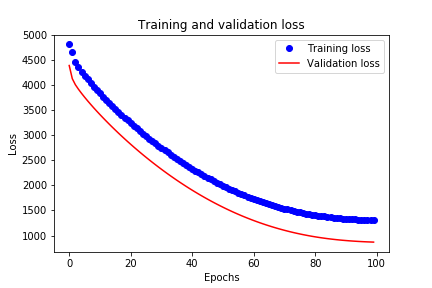 Training and validation loss
5000
4500
4000
3500
3000
2500
2000
1500
1000
Loss
Training loss
Validation loss
0 20 40 60 80 100
Epochs